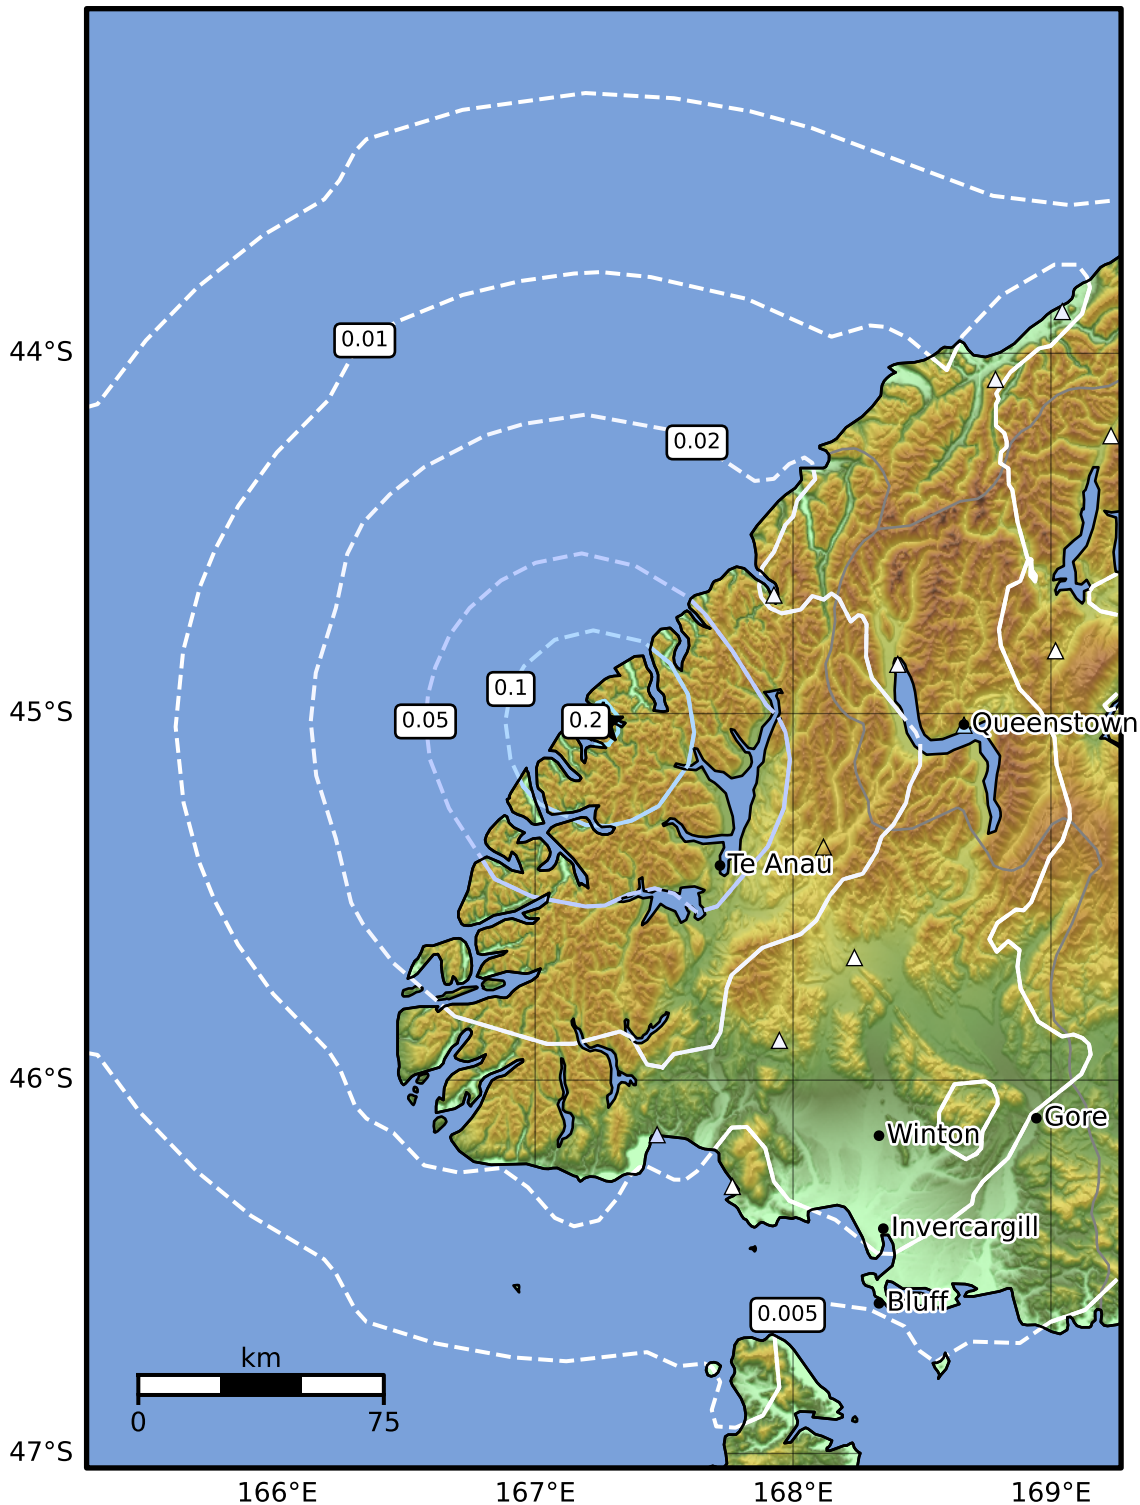 0.01
44°S
0.02
0.1
0.05
0.2
45°S
Queenstown
Te Anau
46°S
Gore
Winton
Invercargill
Bluff
0.005
km
0
75
47°S
166°E
167°E
168°E
169°E